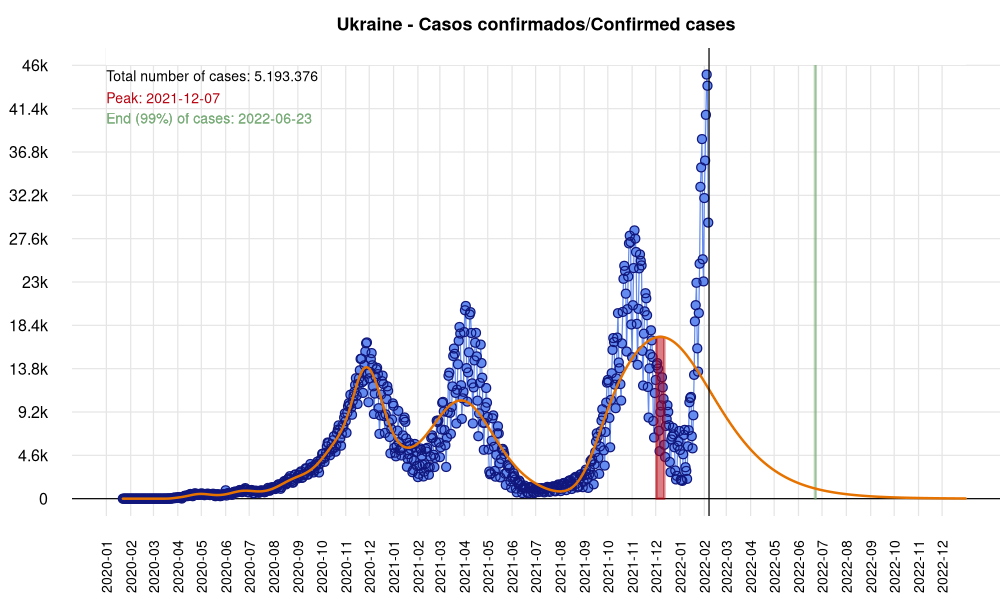 Ukraine - Casos confirmados/Confirmed cases
Total number of cases: 5.193.376
Peak: 2021-12-07
End (99%) of cases: 2022-06-23
46k
41.4k
36.8k
32.2k
27.6k
23k
18.4k
13.8k
9.2k
4.6k
0
2020-01
2020-02
2020-03
2020-04
2020-05
2020-06
2020-07
2020-08
2020-09
2020-10
2020-11
2020-12
2021-01
2021-02
2021-03
2021-04
2021-05
2021-06
2021-07
2021-08
2021-09
2021-10
2021-11
2021-12
2022-01
2022-02
2022-03
2022-04
2022-05
2022-06
2022-07
2022-08
2022-09
2022-10
2022-11
2022-12